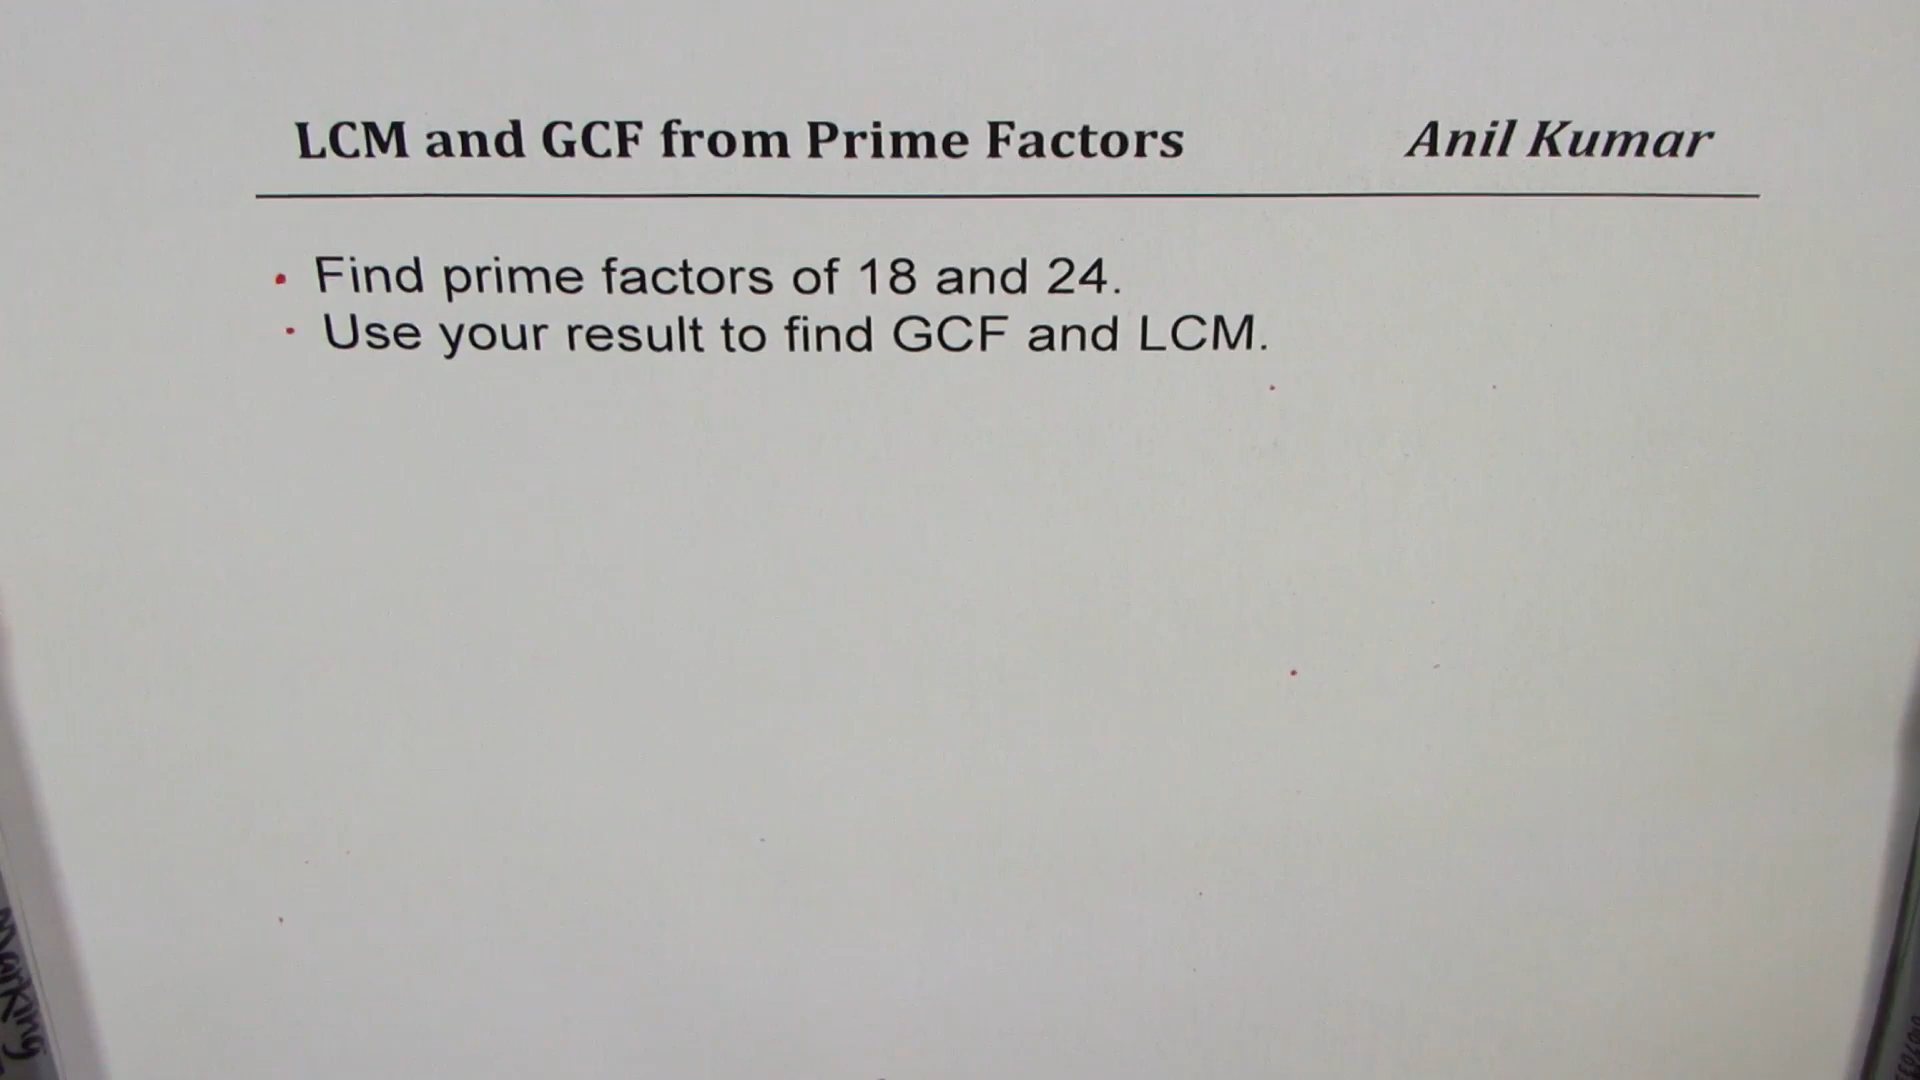 LCM and GCF from Prime Factors Anil Kumar
• Find prime factors of 18 and 24.
• Use your result to find GCF and LCM.
Marking